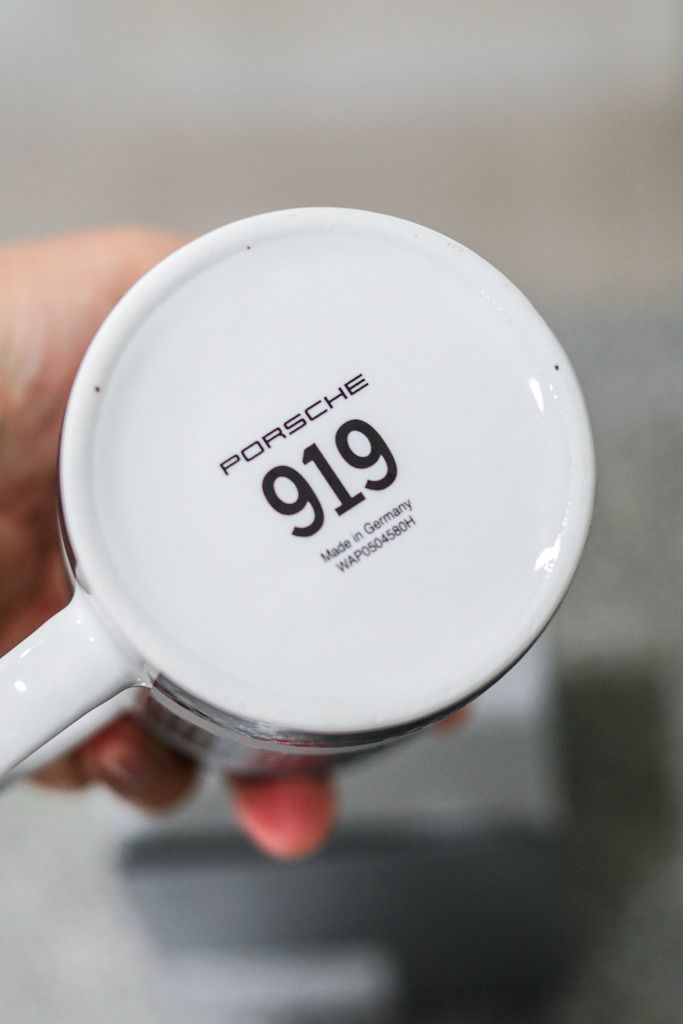 PORSCHE
919
Made in Germany
WAP0504580H